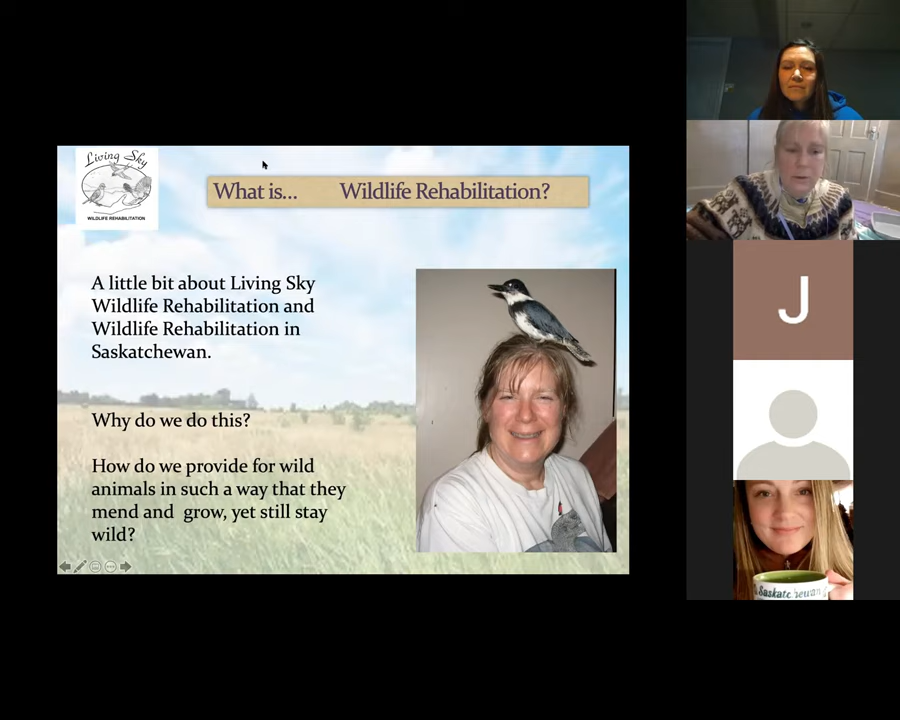 Living Sky
WILDLIFE REHABILITATION
What is... Wildlife Rehabilitation?
A little bit about Living Sky
Wildlife Rehabilitation and
Wildlife Rehabilitation in
Saskatchewan.
Why do we do this?
How do we provide for wild
animals in such a way that they
mend and grow, yet still stay
wild?
J
Saskatchewan